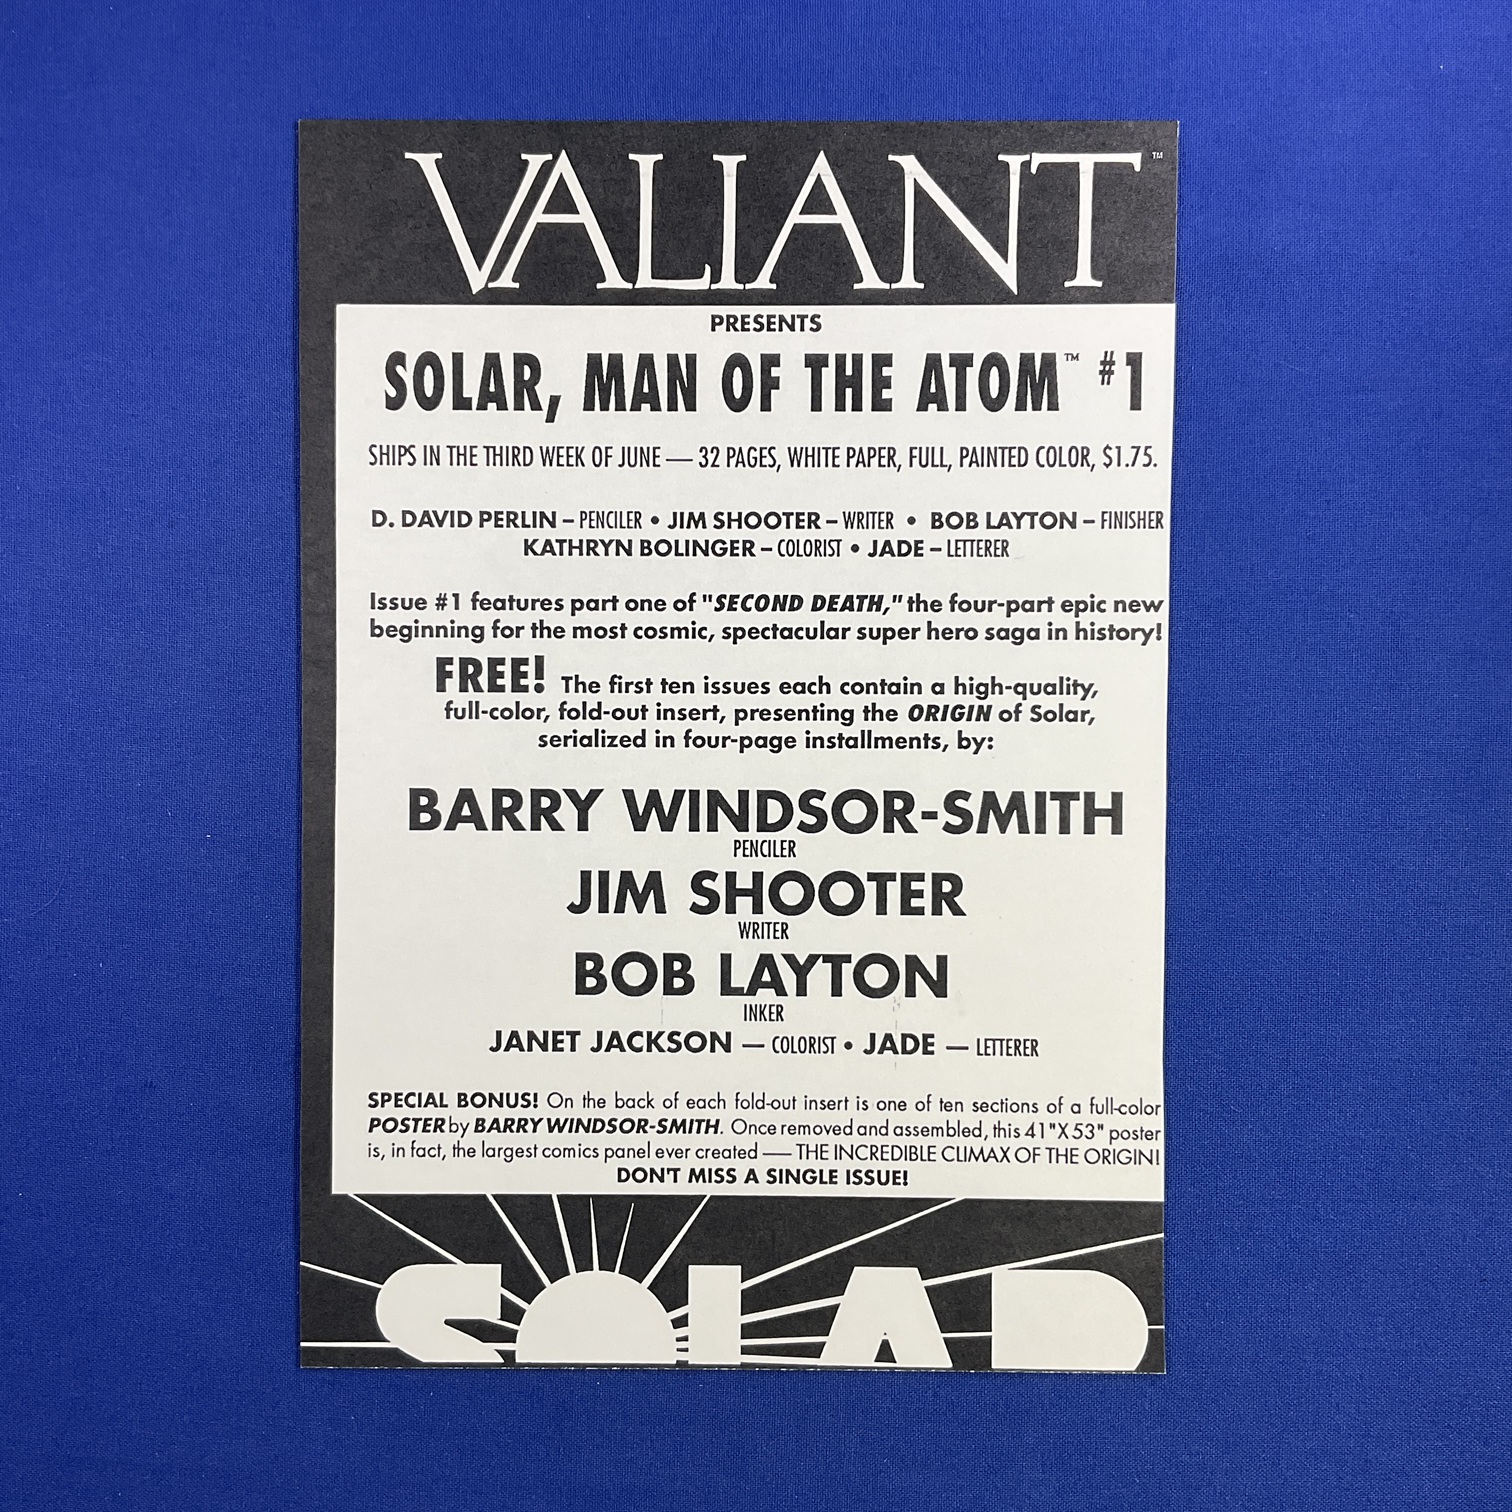 VALIANT™
PRESENTS
SOLAR, MAN OF THE ATOM™ #1
SHIPS IN THE THIRD WEEK OF JUNE — 32 PAGES, WHITE PAPER, FULL, PAINTED COLOR, $1.75.
D. DAVID PERLIN – PENCILER • JIM SHOOTER – WRITER • BOB LAYTON – FINISHER
KATHRYN BOLINGER – COLORIST • JADE – LETTERER
Issue #1 features part one of "SECOND DEATH," the four-part epic new
beginning for the most cosmic, spectacular super hero saga in history!
FREE! The first ten issues each contain a high-quality,
full-color, fold-out insert, presenting the ORIGIN of Solar,
serialized in four-page installments, by:
BARRY WINDSOR-SMITH
PENCILER
JIM SHOOTER
WRITER
BOB LAYTON
INKER
JANET JACKSON — COLORIST • JADE — LETTERER
SPECIAL BONUS! On the back of each fold-out insert is one of ten sections of a full-color
POSTER by BARRY WINDSOR-SMITH. Once removed and assembled, this 41"X53" poster
is, in fact, the largest comics panel ever created — THE INCREDIBLE CLIMAX OF THE ORIGIN!
DON'T MISS A SINGLE ISSUE!
SOLAR